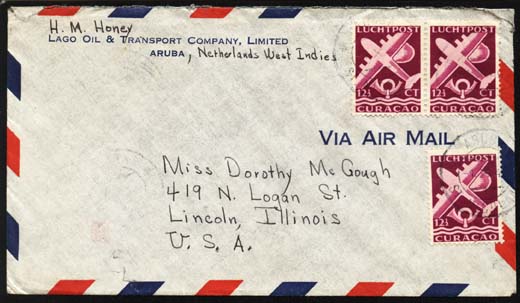 H. M. Honey
LAGO OIL & TRANSPORT COMPANY, LIMITED
ARUBA, Netherlands West Indies
LUCHTPOST LUCHTPOST
12½ CT 12½ CT
CURAÇAO CURAÇAO
VIA AIR MAIL
LUCHTPOST
12½ CT
CURAÇAO
Miss Dorothy McGough
419 N. Logan St.
Lincoln, Illinois
U. S. A.